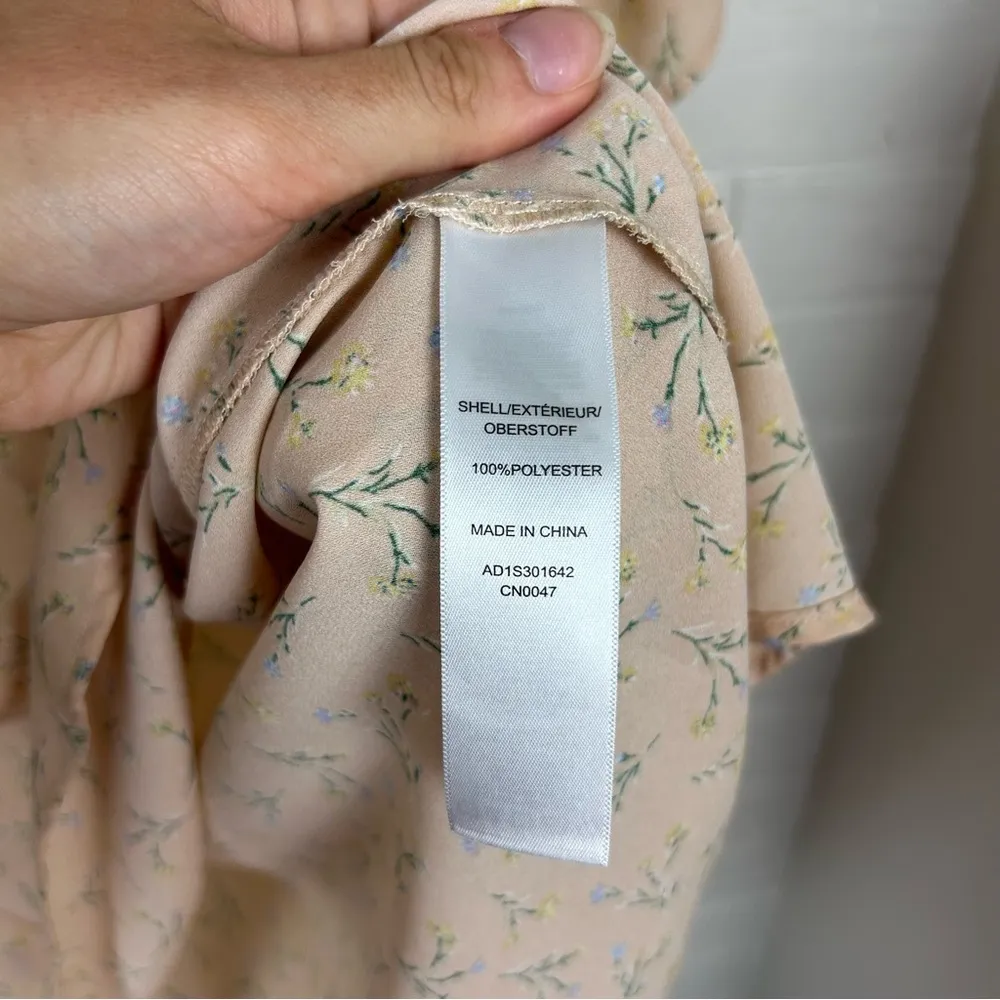 SHELL/EXTÉRIEUR/
OBERSTOFF
100%POLYESTER
MADE IN CHINA
AD1S301642
CN0047